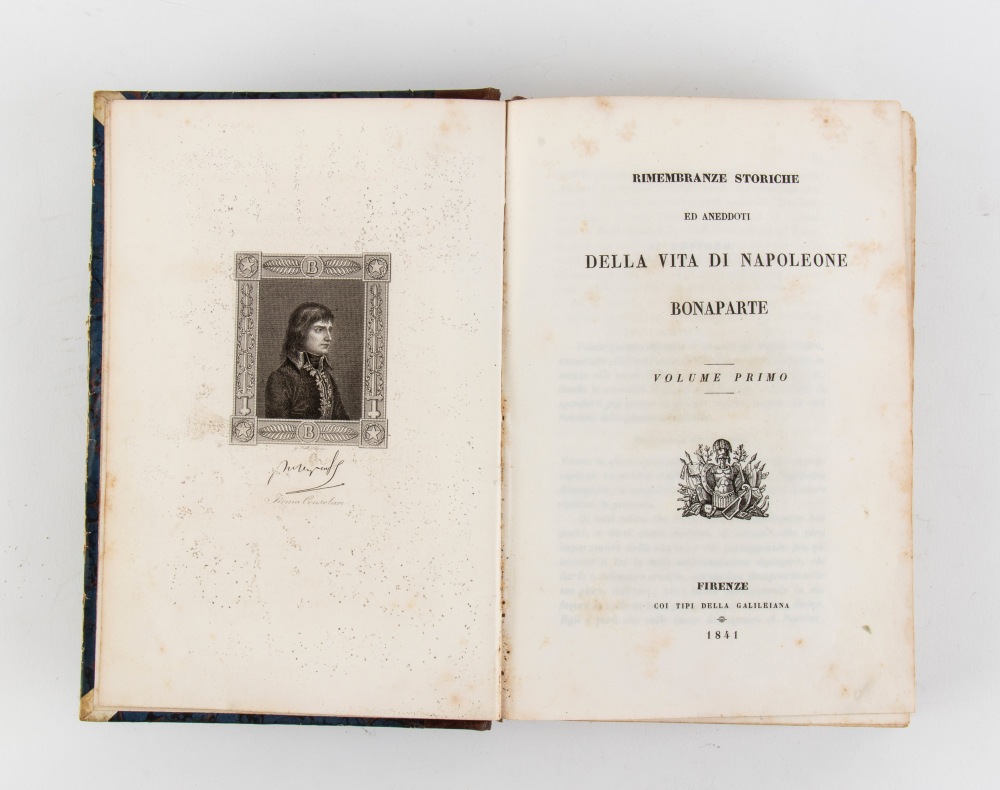 B
B
RIMEMBRANZE STORICHE
ED ANEDDOTI
DELLA VITA DI NAPOLEONE
BONAPARTE
VOLUME PRIMO
FIRENZE
COI TIPI DELLA GALILEIANA
1841